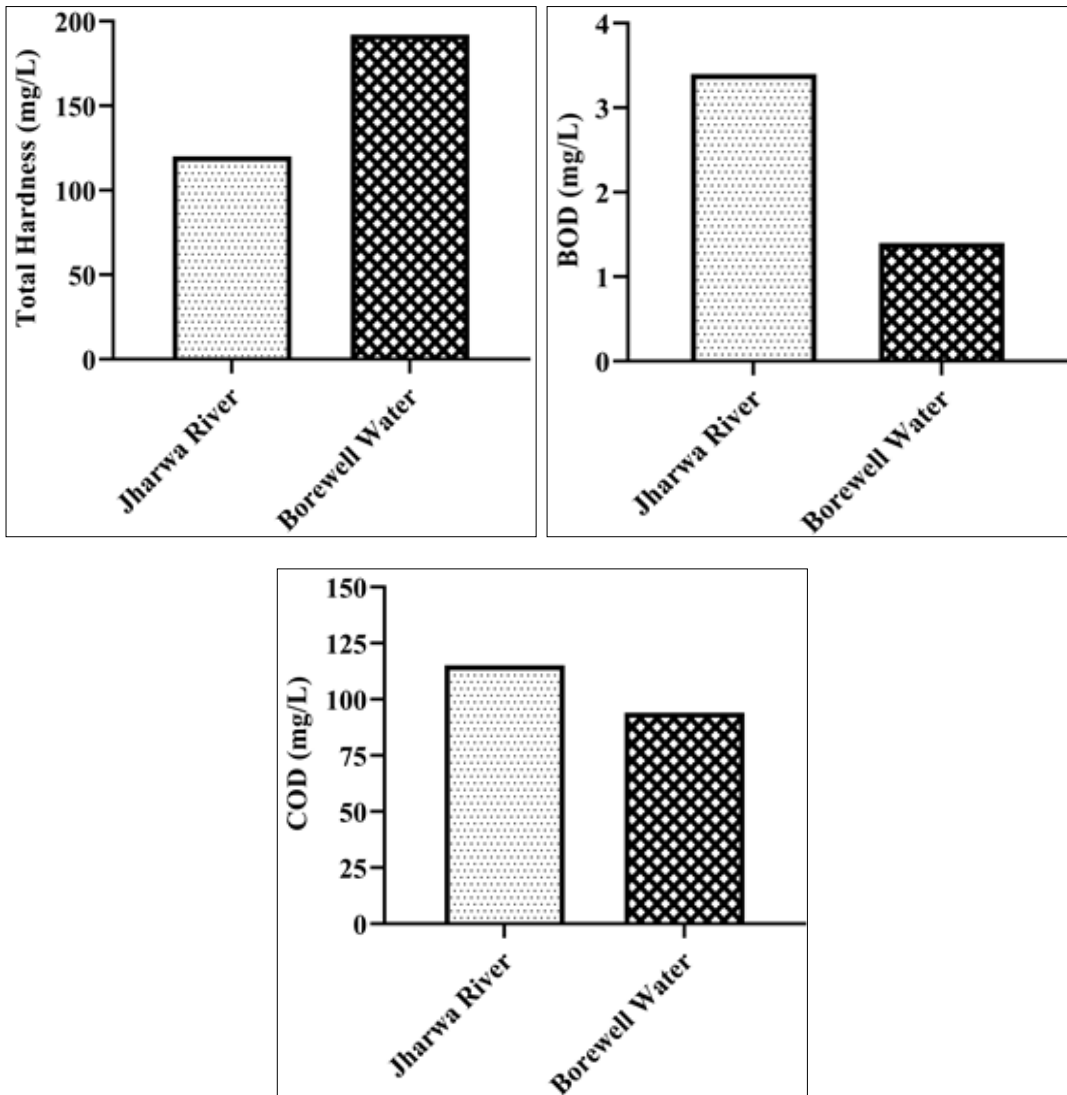 Total Hardness (mg/L)
200
150
100
50
0
Jharwa River
Borewell Water
BOD (mg/L)
4
3
2
1
0
Jharwa River
Borewell Water
COD (mg/L)
150
125
100
75
50
25
0
Jharwa River
Borewell Water